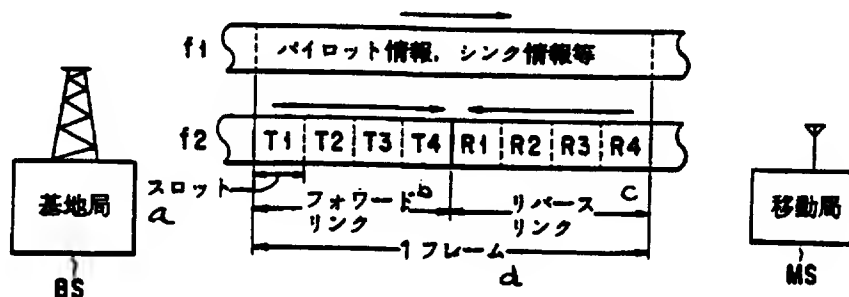 f1 パイロット情報，シンク情報等
f2 T1 T2 T3 T4 R1 R2 R3 R4
スロット
a
フォワード b
リンク
リバース c
リンク
1フレーム
d
基地局
BS
移動局
MS